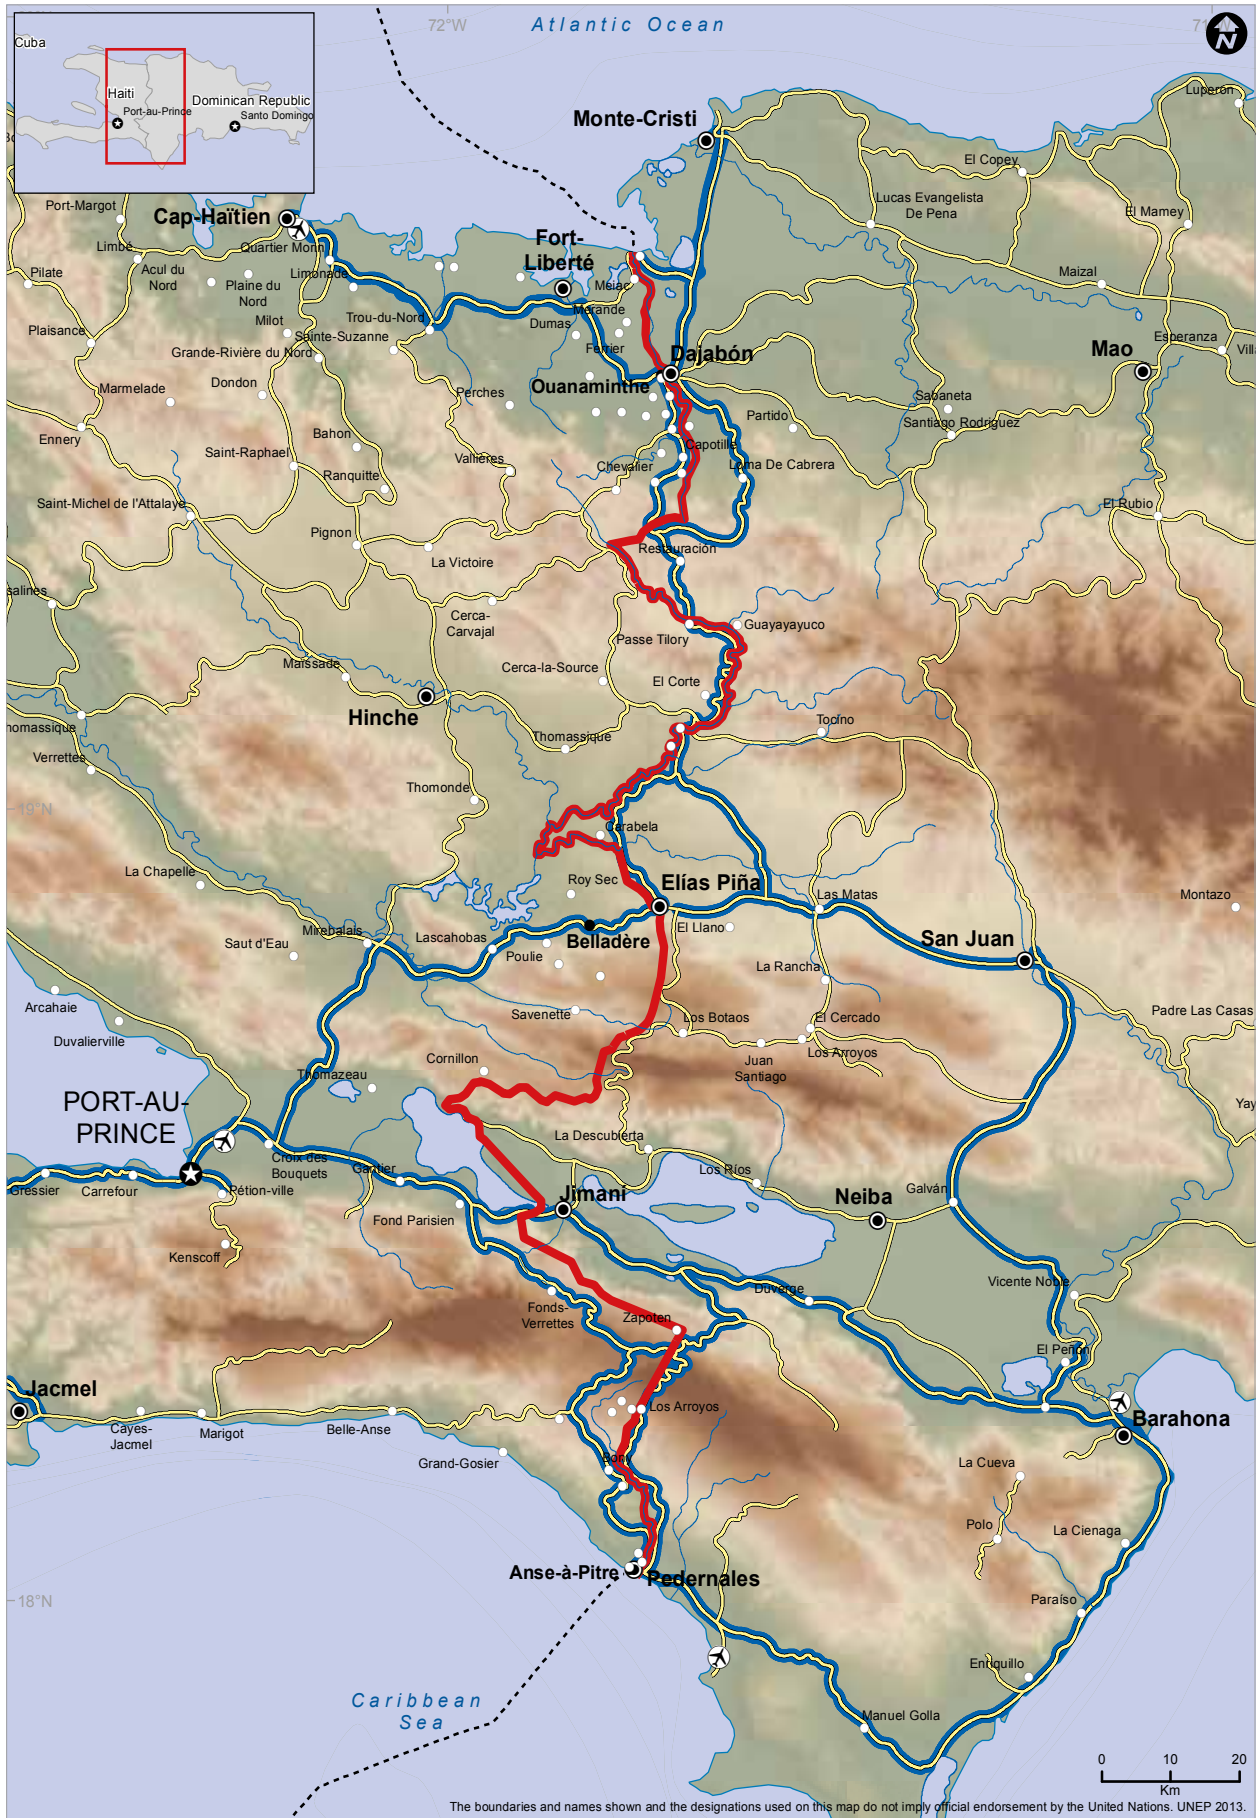 72°W
Atlantic Ocean
Cuba
Haiti
Port-au-Prince
Dominican Republic
Santo Domingo
N
Luperón
Monte-Cristi
El Copey
Port-Margot
Cap-Haïtien
Lucas Evangelista
De Pena
El Mamey
Limbé
Quartier Morin
Fort-
Liberté
Pilate
Acul du
Nord
Plaine du
Nord
Limonade
Meiac
Maizal
Milot
Trou-du-Nord
Merande
Dumas
Plaisance
Sainte-Suzanne
Ferrier
Esperanza
Grande-Rivière du Nord
Dajabón
Mao
Marmelade
Dondon
Perches
Ouanaminthe
Sabaneta
Partido
Santiago Rodriguez
Ennery
Bahon
Capotille
Saint-Raphael
Ranquitte
Vallières
Chevalier
Loma De Cabrera
Saint-Michel de l'Attalaye
El Rubio
Pignon
La Victoire
Restauración
salines
Cerca-
Carvajal
Passe Tilory
Guayayayuco
Maïssade
Cerca-la-Source
El Corte
Hinche
Tocino
homassique
Thomassique
Verrettes
Thomonde
19°N
Carabela
La Chapelle
Roy Sec
Elías Piña
Las Matas
Montazo
Mirebalais
Lascahobas
Belladère
El Llano
Saut d'Eau
Poulie
San Juan
La Rancha
Arcahaie
Savenette
Los Botaos
El Cercado
Padre Las Casas
Duvalierville
Cornillon
Juan
Santiago
Los Arroyos
Thomazeau
PORT-AU-
PRINCE
Yay
La Descubierta
Croix des
Bouquets
Gressier
Carrefour
Pétion-ville
Gantier
Jimaní
Los Ríos
Neiba
Galván
Fond Parisien
Kenscoff
Fonds-
Verrettes
Duverge
Vicente Noble
Zapoten
El Peñon
Jacmel
Los Arroyos
Barahona
Cayes-
Jacmel
Marigot
Belle-Anse
Grand-Gosier
Bony
La Cueva
Polo
La Cienaga
Anse-à-Pitre
Pedernales
18°N
Paraíso
Enriquillo
Caribbean
Sea
Manuel Golla
0 10 20
Km
The boundaries and names shown and the designations used on this map do not imply official endorsement by the United Nations. UNEP 2013.